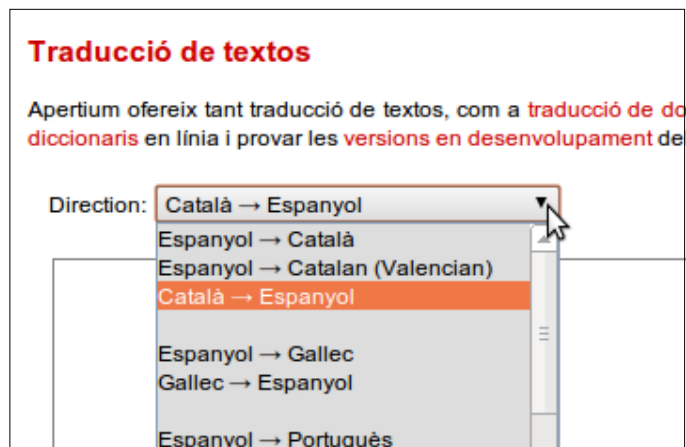 Traducció de textos
Apertium ofereix tant traducció de textos, com a traducció de do
diccionaris en línia i provar les versions en desenvolupament de
Direction: Català → Espanyol
Espanyol → Català
Espanyol → Catalan (Valencian)
Català → Espanyol
Espanyol → Gallec
Gallec → Espanyol
Espanyol → Portuguès